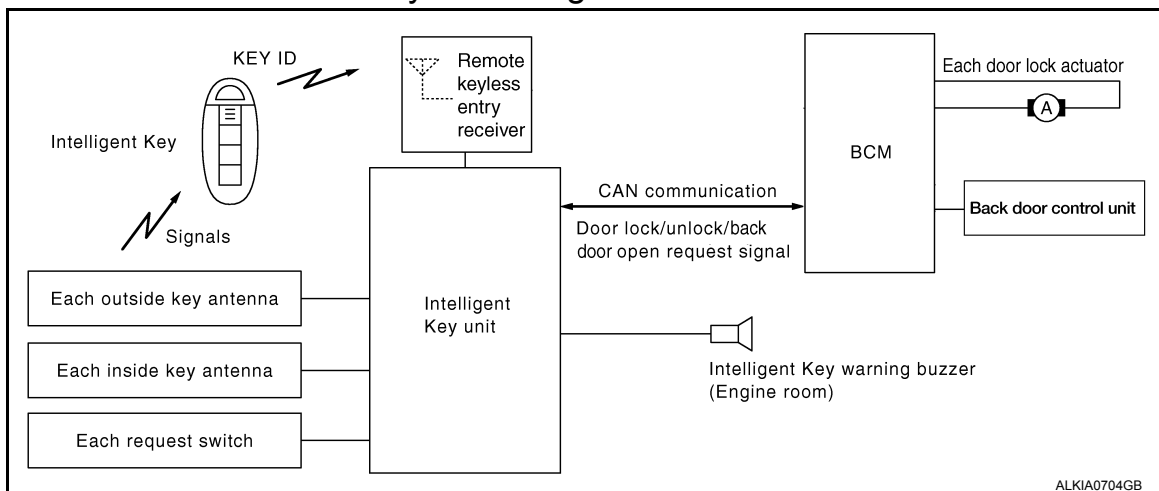 KEY ID
Remote
keyless
entry
receiver
Each door lock actuator
A
Intelligent Key
BCM
CAN communication
Back door control unit
Signals
Door lock/unlock/back
door open request signal
Each outside key antenna
Intelligent
Key unit
Each inside key antenna
Intelligent Key warning buzzer
(Engine room)
Each request switch
ALKIA0704GB